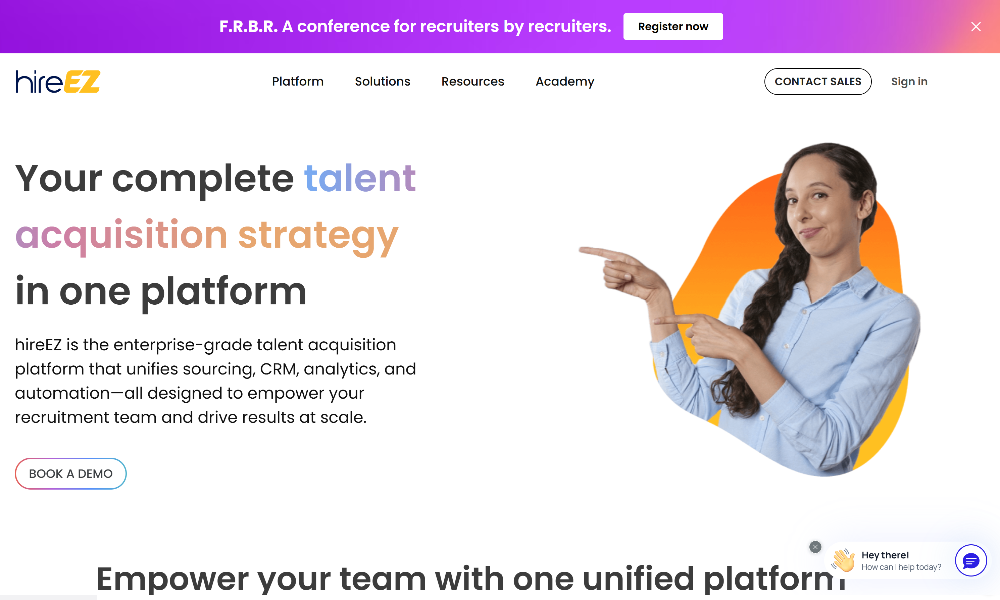 F.R.B.R. A conference for recruiters by recruiters.
Register now
hireEZ
Platform
Solutions
Resources
Academy
CONTACT SALES
Sign in
Your complete talent
acquisition strategy
in one platform
hireEZ is the enterprise-grade talent acquisition
platform that unifies sourcing, CRM, analytics, and
automation—all designed to empower your
recruitment team and drive results at scale.
BOOK A DEMO
Hey there!
How can I help today?
Empower your team with one unified platform